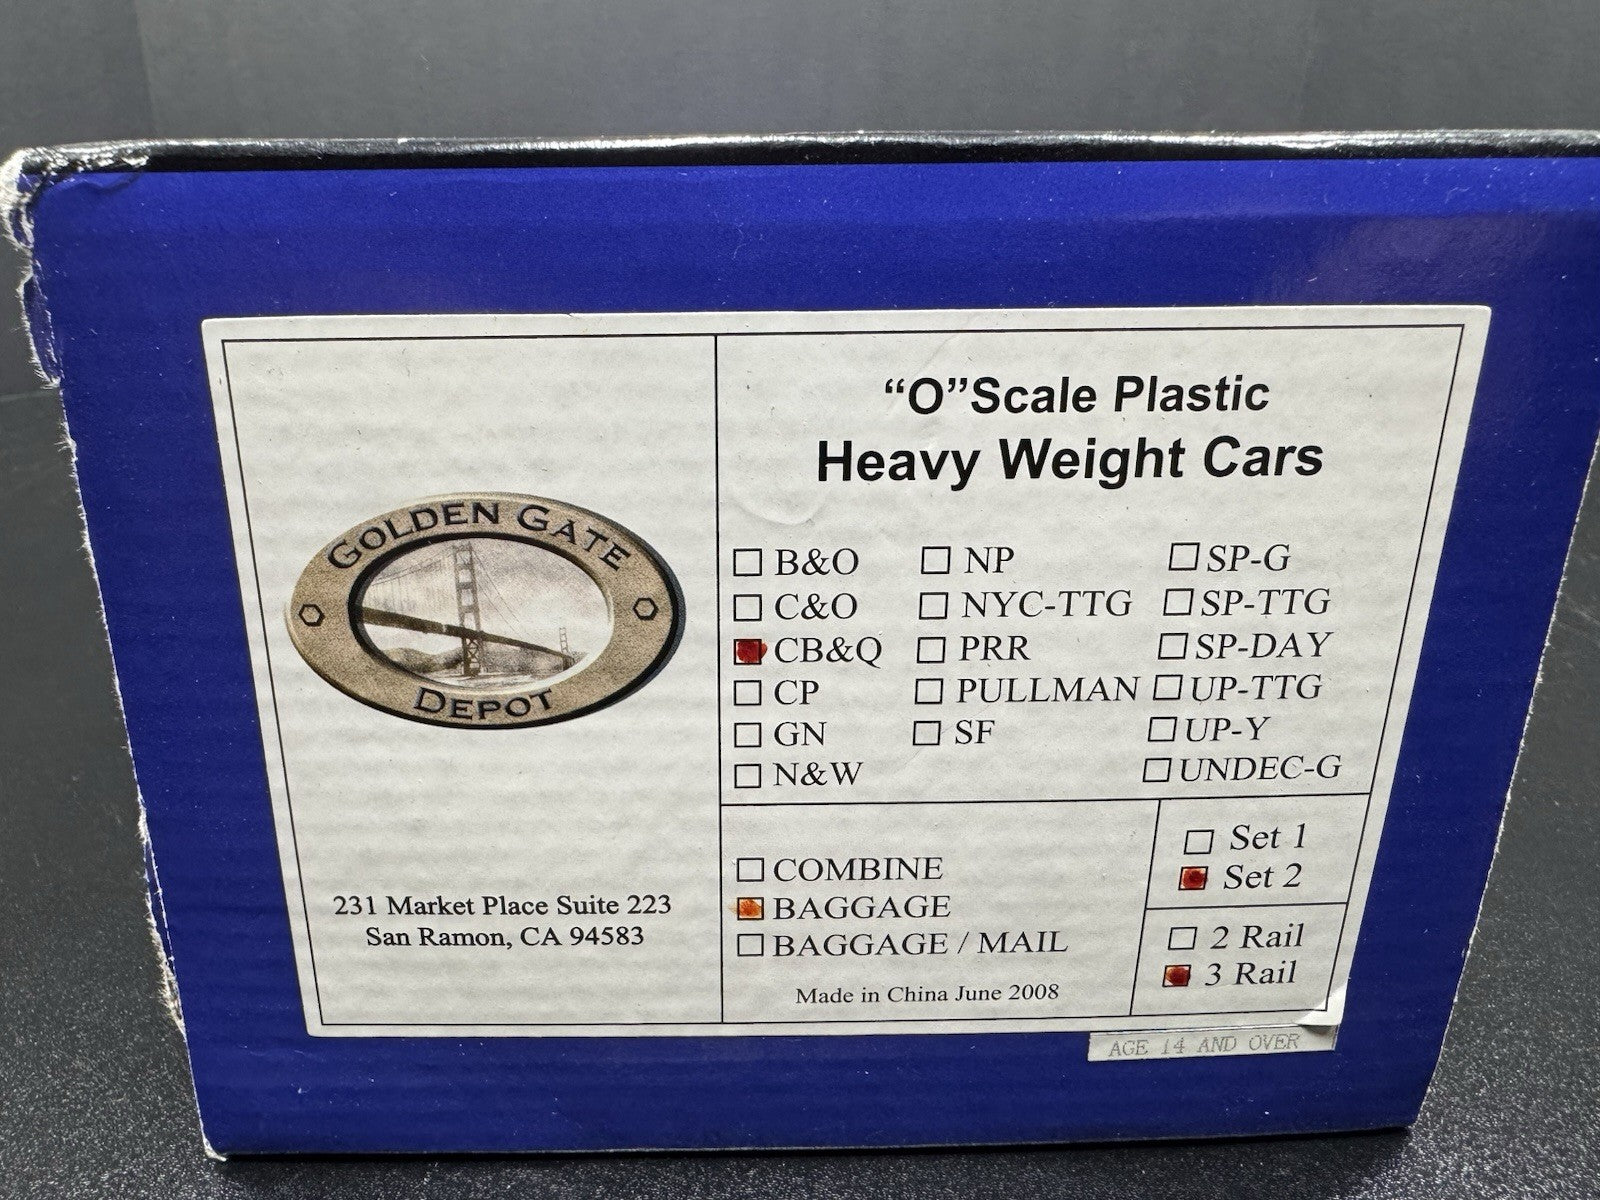 GOLDEN GATE
DEPOT
231 Market Place Suite 223
San Ramon, CA 94583
“O”Scale Plastic
Heavy Weight Cars
B&O
C&O
CB&Q
CP
GN
N&W
NP
NYC-TTG
PRR
PULLMAN
SF
SP-G
SP-TTG
SP-DAY
UP-TTG
UP-Y
UNDEC-G
COMBINE
BAGGAGE
BAGGAGE / MAIL
Made in China June 2008
Set 1
Set 2
2 Rail
3 Rail
AGE 14 AND OVER